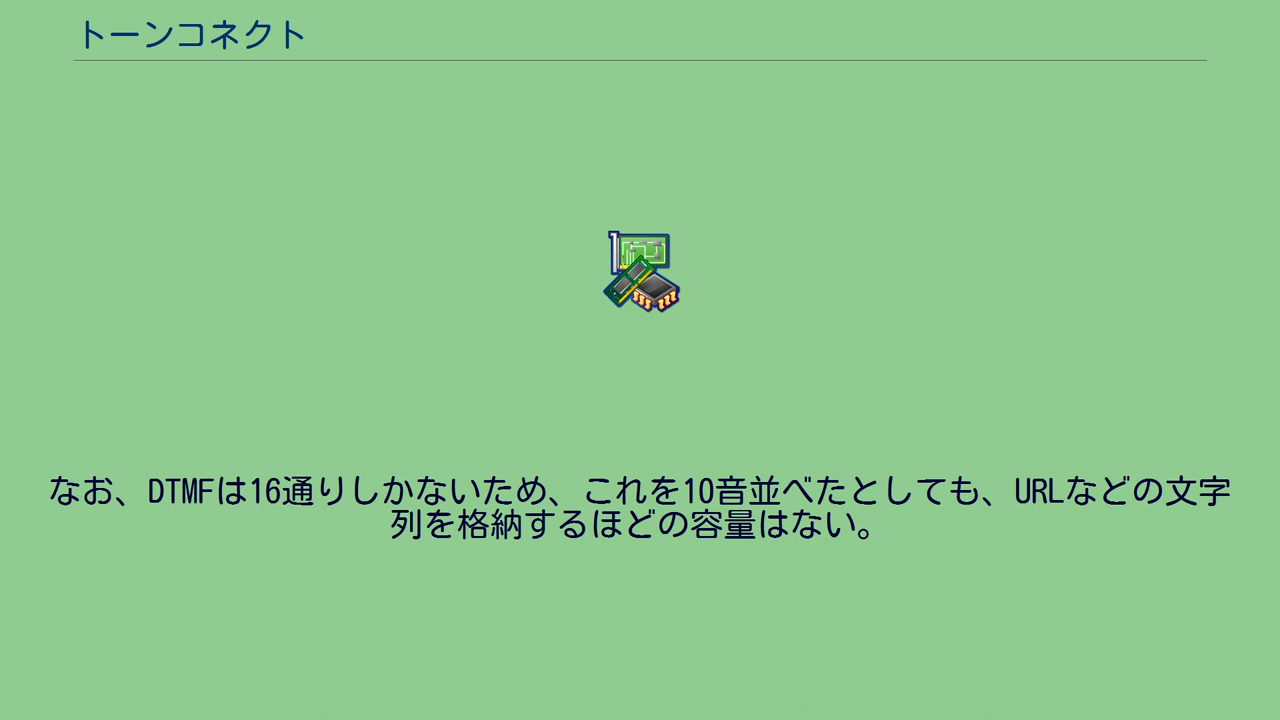 トーンコネクト
なお、DTMFは16通りしかないため、これを10音並べたとしても、URLなどの文字
列を格納するほどの容量はない。